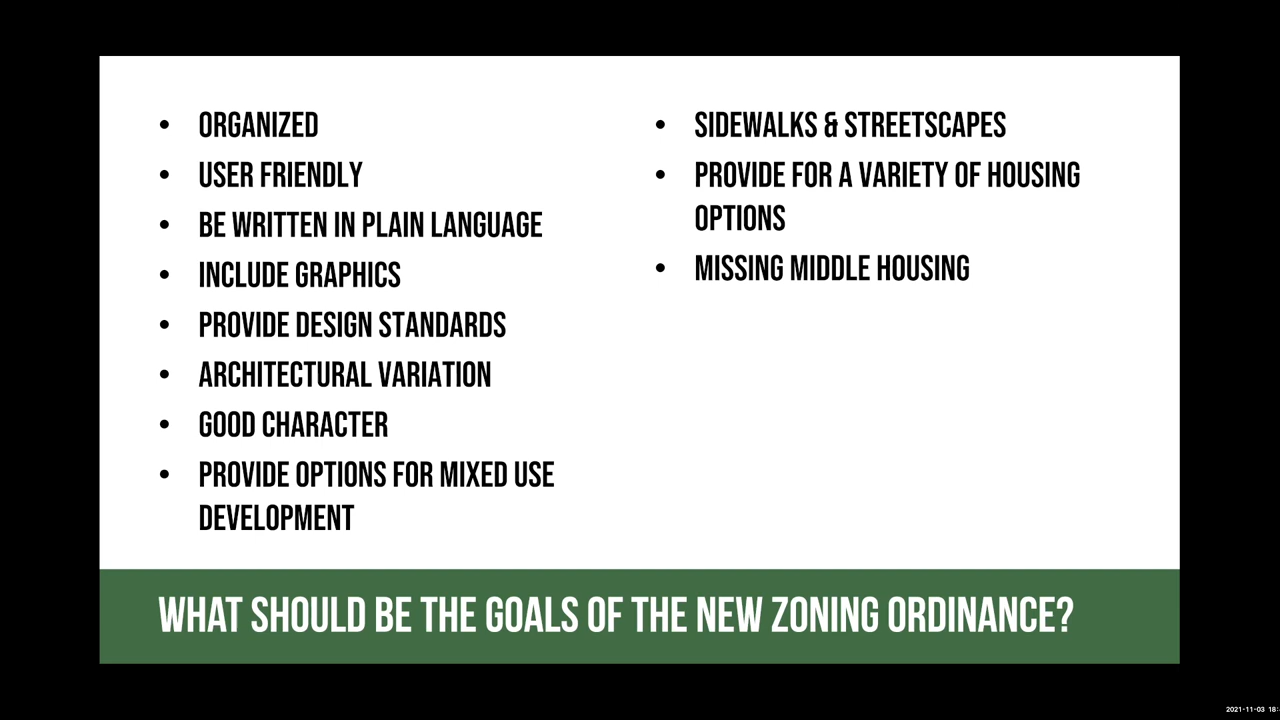 • ORGANIZED
• USER FRIENDLY
• BE WRITTEN IN PLAIN LANGUAGE
• INCLUDE GRAPHICS
• PROVIDE DESIGN STANDARDS
• ARCHITECTURAL VARIATION
• GOOD CHARACTER
• PROVIDE OPTIONS FOR MIXED USE
DEVELOPMENT
• SIDEWALKS & STREETSCAPES
• PROVIDE FOR A VARIETY OF HOUSING
OPTIONS
• MISSING MIDDLE HOUSING
WHAT SHOULD BE THE GOALS OF THE NEW ZONING ORDINANCE?
2021-11-03 18: